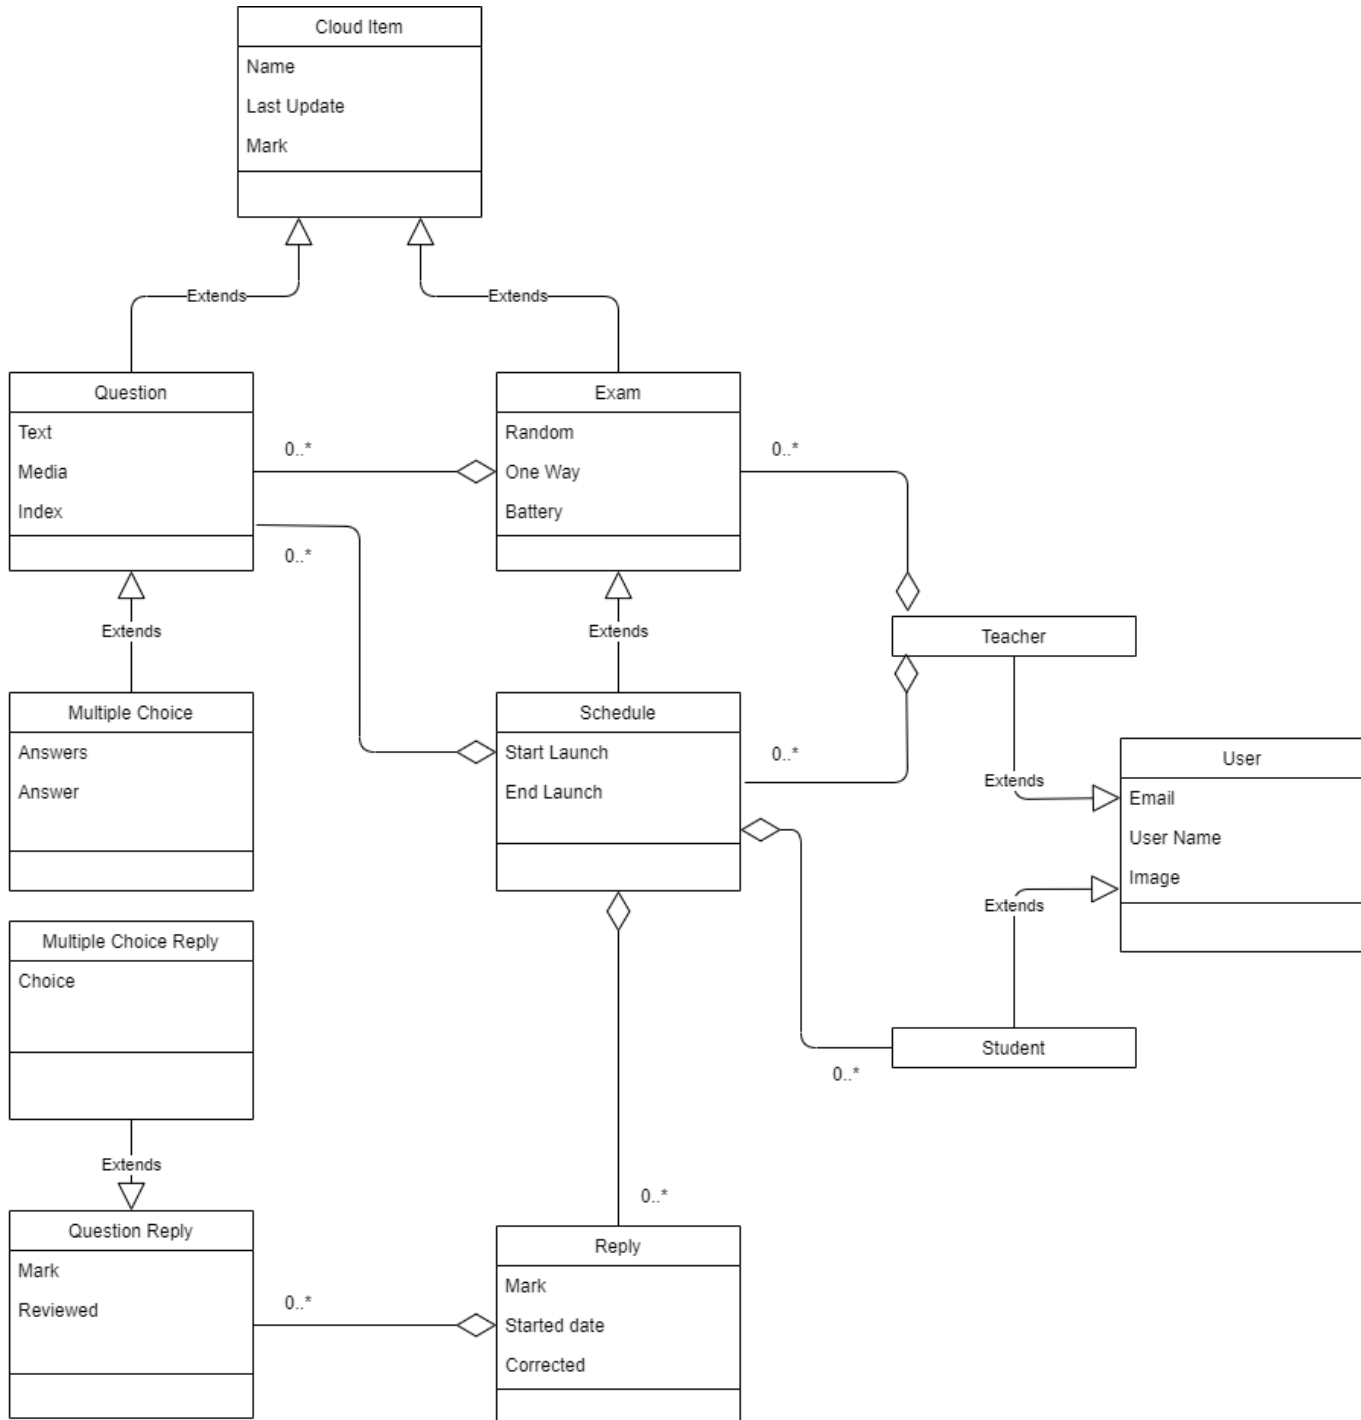 Cloud Item
Name
Last Update
Mark
Extends
Extends
Question
Text
Media
Index
0..*
0..*
Exam
Random
One Way
Battery
0..*
Extends
Extends
Teacher
Multiple Choice
Answers
Answer
Schedule
Start Launch
End Launch
0..*
Extends
User
Email
User Name
Image
Extends
Multiple Choice Reply
Choice
Student
0..*
Extends
0..*
Question Reply
Mark
Reviewed
0..*
Reply
Mark
Started date
Corrected